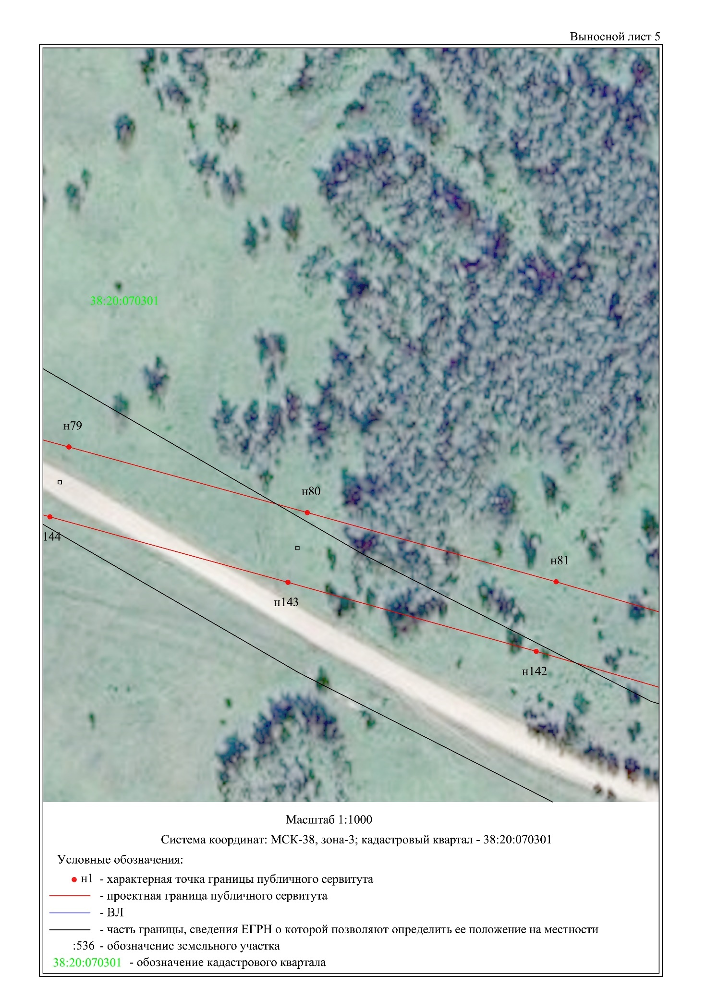 Выносной лист 5
38:20:070301
н79
н80
144
н81
н143
н142
Масштаб 1:1000
Система координат: МСК-38, зона-3; кадастровый квартал - 38:20:070301
Условные обозначения:
н1 - характерная точка границы публичного сервитута
- проектная граница публичного сервитута
- ВЛ
- часть границы, сведения ЕГРН о которой позволяют определить ее положение на местности
:536 - обозначение земельного участка
38:20:070301 - обозначение кадастрового квартала